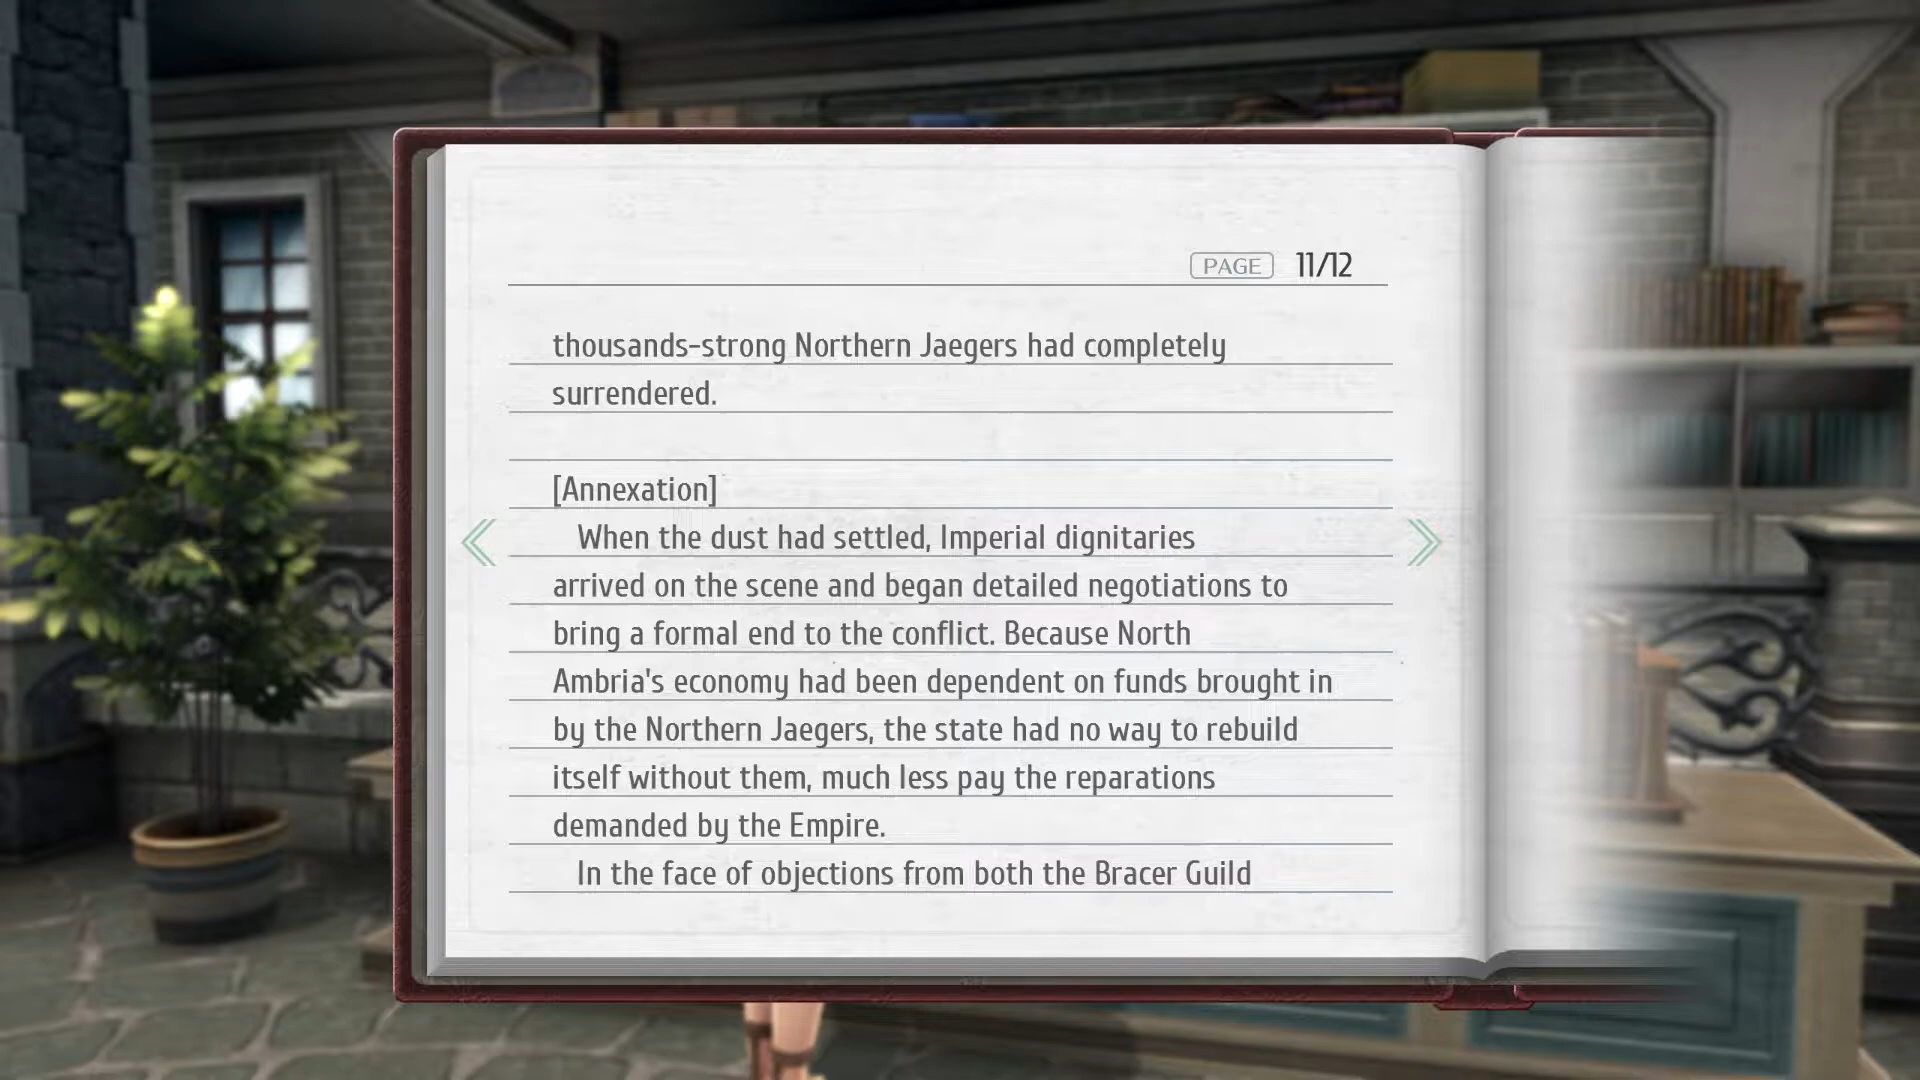 PAGE 11/12
thousands-strong Northern Jaegers had completely
surrendered.
[Annexation]
When the dust had settled, Imperial dignitaries
arrived on the scene and began detailed negotiations to
bring a formal end to the conflict. Because North
Ambria's economy had been dependent on funds brought in
by the Northern Jaegers, the state had no way to rebuild
itself without them, much less pay the reparations
demanded by the Empire.
In the face of objections from both the Bracer Guild